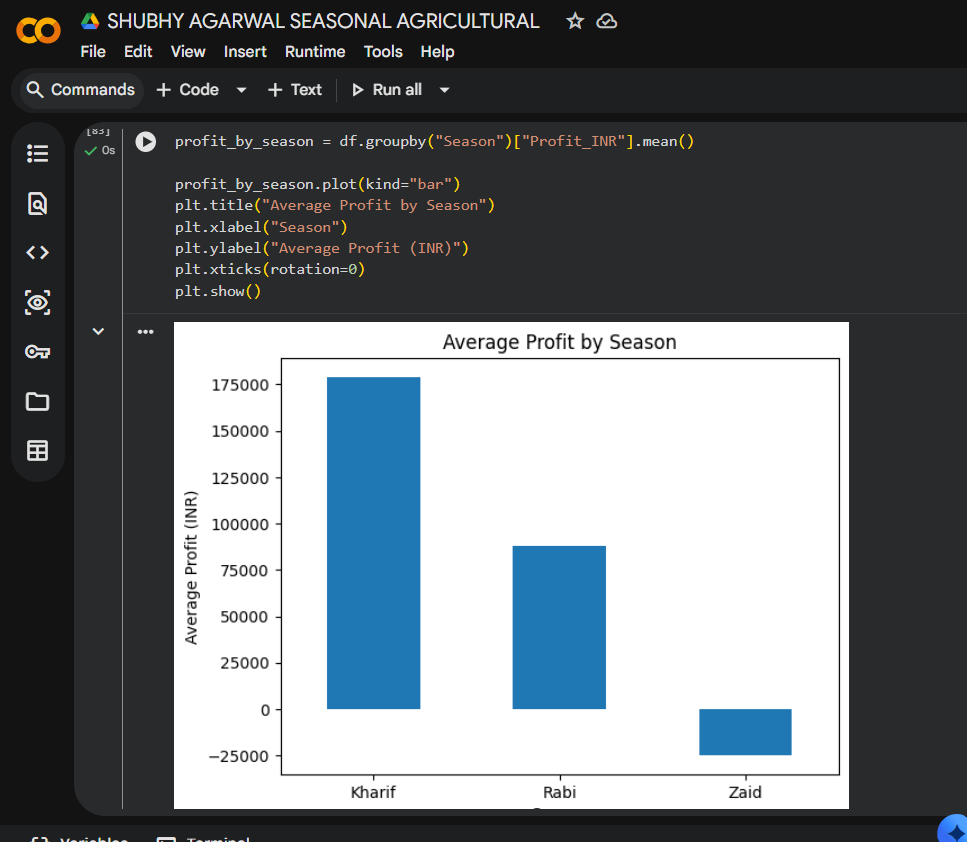 SHUBHY AGARWAL SEASONAL AGRICULTURAL
File Edit View Insert Runtime Tools Help
Commands + Code + Text Run all
[83]
0s
profit_by_season = df.groupby("Season")["Profit_INR"].mean()
profit_by_season.plot(kind="bar")
plt.title("Average Profit by Season")
plt.xlabel("Season")
plt.ylabel("Average Profit (INR)")
plt.xticks(rotation=0)
plt.show()
Average Profit by Season
175000
150000
125000
100000
75000
50000
25000
0
−25000
Average Profit (INR)
Kharif Rabi Zaid
Variables Terminal